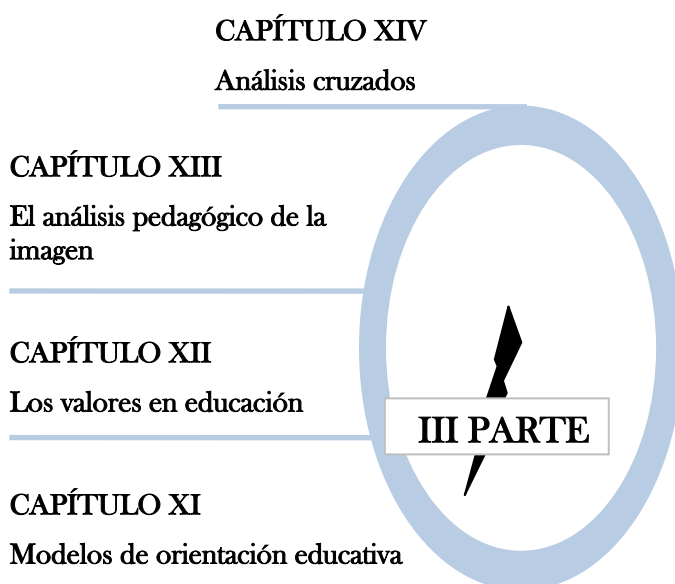 CAPÍTULO XIV
Análisis cruzados
CAPÍTULO XIII
El análisis pedagógico de la
imagen
CAPÍTULO XII
Los valores en educación
III PARTE
CAPÍTULO XI
Modelos de orientación educativa